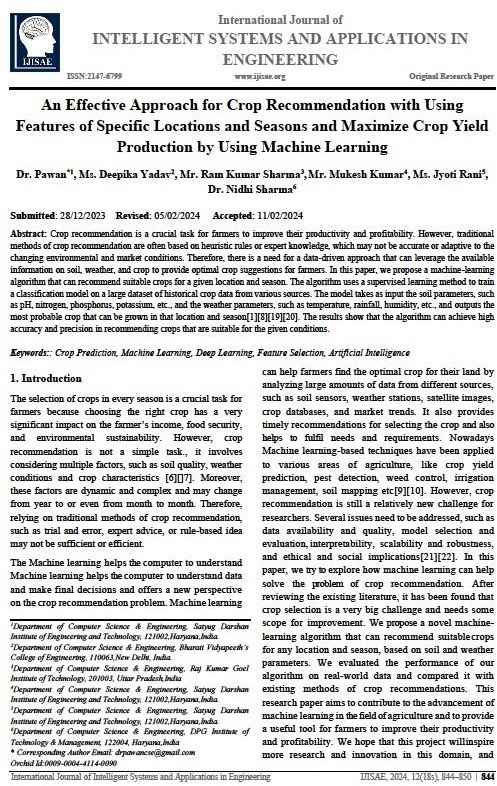 International Journal of
INTELLIGENT SYSTEMS AND APPLICATIONS IN
ENGINEERING
IJISAE
ISSN:2147-6799 www.ijisae.org Original Research Paper
An Effective Approach for Crop Recommendation with Using
Features of Specific Locations and Seasons and Maximize Crop Yield
Production by Using Machine Learning
Dr. Pawan*1, Ms. Deepika Yadav2, Mr. Ram Kumar Sharma3, Mr. Mukesh Kumar4, Ms. Jyoti Rani5,
Dr. Nidhi Sharma6
Submitted: 28/12/2023 Revised: 05/02/2024 Accepted: 11/02/2024
Abstract: Crop recommendation is a crucial task for farmers to improve their productivity and profitability. However, traditional
methods of crop recommendation are often based on heuristic rules or expert knowledge, which may not be accurate or adaptive to the
changing environmental and market conditions. Therefore, there is a need for a data-driven approach that can leverage the available
information on soil, weather, and crop to provide optimal crop suggestions for farmers. In this paper, we propose a machine-learning
algorithm that can recommend suitable crops for a given location and season. The algorithm uses a supervised learning method to train
a classification model on a large dataset of historical crop data from various sources. The model takes as input the soil parameters, such
as pH, nitrogen, phosphorus, potassium, etc., and the weather parameters, such as temperature, rainfall, humidity, etc., and outputs the
most probable crop that can be grown in that location and season[1][8][19][20]. The results show that the algorithm can achieve high
accuracy and precision in recommending crops that are suitable for the given conditions.
Keywords:: Crop Prediction, Machine Learning, Deep Learning, Feature Selection, Artificial Intelligence
1. Introduction
The selection of crops in every season is a crucial task for
farmers because choosing the right crop has a very
significant impact on the farmer's income, food security,
and environmental sustainability. However, crop
recommendation is not a simple task., it involves
considering multiple factors, such as soil quality, weather
conditions and crop characteristics [6][7]. Moreover,
these factors are dynamic and complex and may change
from year to or even from month to month. Therefore,
relying on traditional methods of crop recommendation,
such as trial and error, expert advice, or rule-based idea
may not be sufficient or efficient.
The Machine learning helps the computer to understand
Machine learning helps the computer to understand data
and make final decisions and offers a new perspective
on the crop recommendation problem. Machine learning
1Department of Computer Science & Engineering, Satyug Darshan
Institute of Engineering and Technology, 121002,Haryana,India.
2Department of Computer Science & Engineering, Bharati Vidyapeeth's
College of Engineering, 110063,New Delhi, India.
3Department of Computer Science & Engineering, Raj Kumar Goel
Institute of Technology, 201003, Uttar Pradesh,India
4Department of Computer Science & Engineering, Satyug Darshan
Institute of Engineering and Technology, 121002,Haryana,India.
5Department of Computer Science & Engineering, Satyug Darshan
Institute of Engineering and Technology, 121002,Haryana,India.
6Department of Computer Science & Engineering, DPG Institute of
Technology & Management, 122004, Haryana,India
* Corresponding Author Email: drpawancse@gmail.com
Orchid Id:0009-0004-4114-0090
can help farmers find the optimal crop for their land by
analyzing large amounts of data from different sources,
such as soil sensors, weather stations, satellite images,
crop databases, and market trends. It also provides
timely recommendations for selecting the crop and also
helps to fulfil needs and requirements. Nowadays
Machine learning-based techniques have been applied
to various areas of agriculture, like crop yield
prediction, pest detection, weed control, irrigation
management, soil mapping etc[9][10]. However, crop
recommendation is still a relatively new challenge for
researchers. Several issues need to be addressed, such as
data availability and quality, model selection and
evaluation, interpretability, scalability and robustness,
and ethical and social implications[21][22]. In this
paper, we try to explore how machine learning can help
solve the problem of crop recommendation. After
reviewing the existing literature, it has been found that
crop selection is a very big challenge and needs some
scope for improvement. We propose a novel machine-
learning algorithm that can recommend suitablecrops
for any location and season, based on soil and weather
parameters. We evaluated the performance of our
algorithm on real-world data and compared it with
existing methods of crop recommendations. This
research paper aims to contribute to the advancement of
machine learning in the field of agriculture and to provide
a useful tool for farmers to improve their productivity
and profitability. We hope that this project willinspire
more research and innovation in this domain, and
International Journal of Intelligent Systems and Applications in Engineering IJISAE, 2024, 12(18s), 844–850 | 844